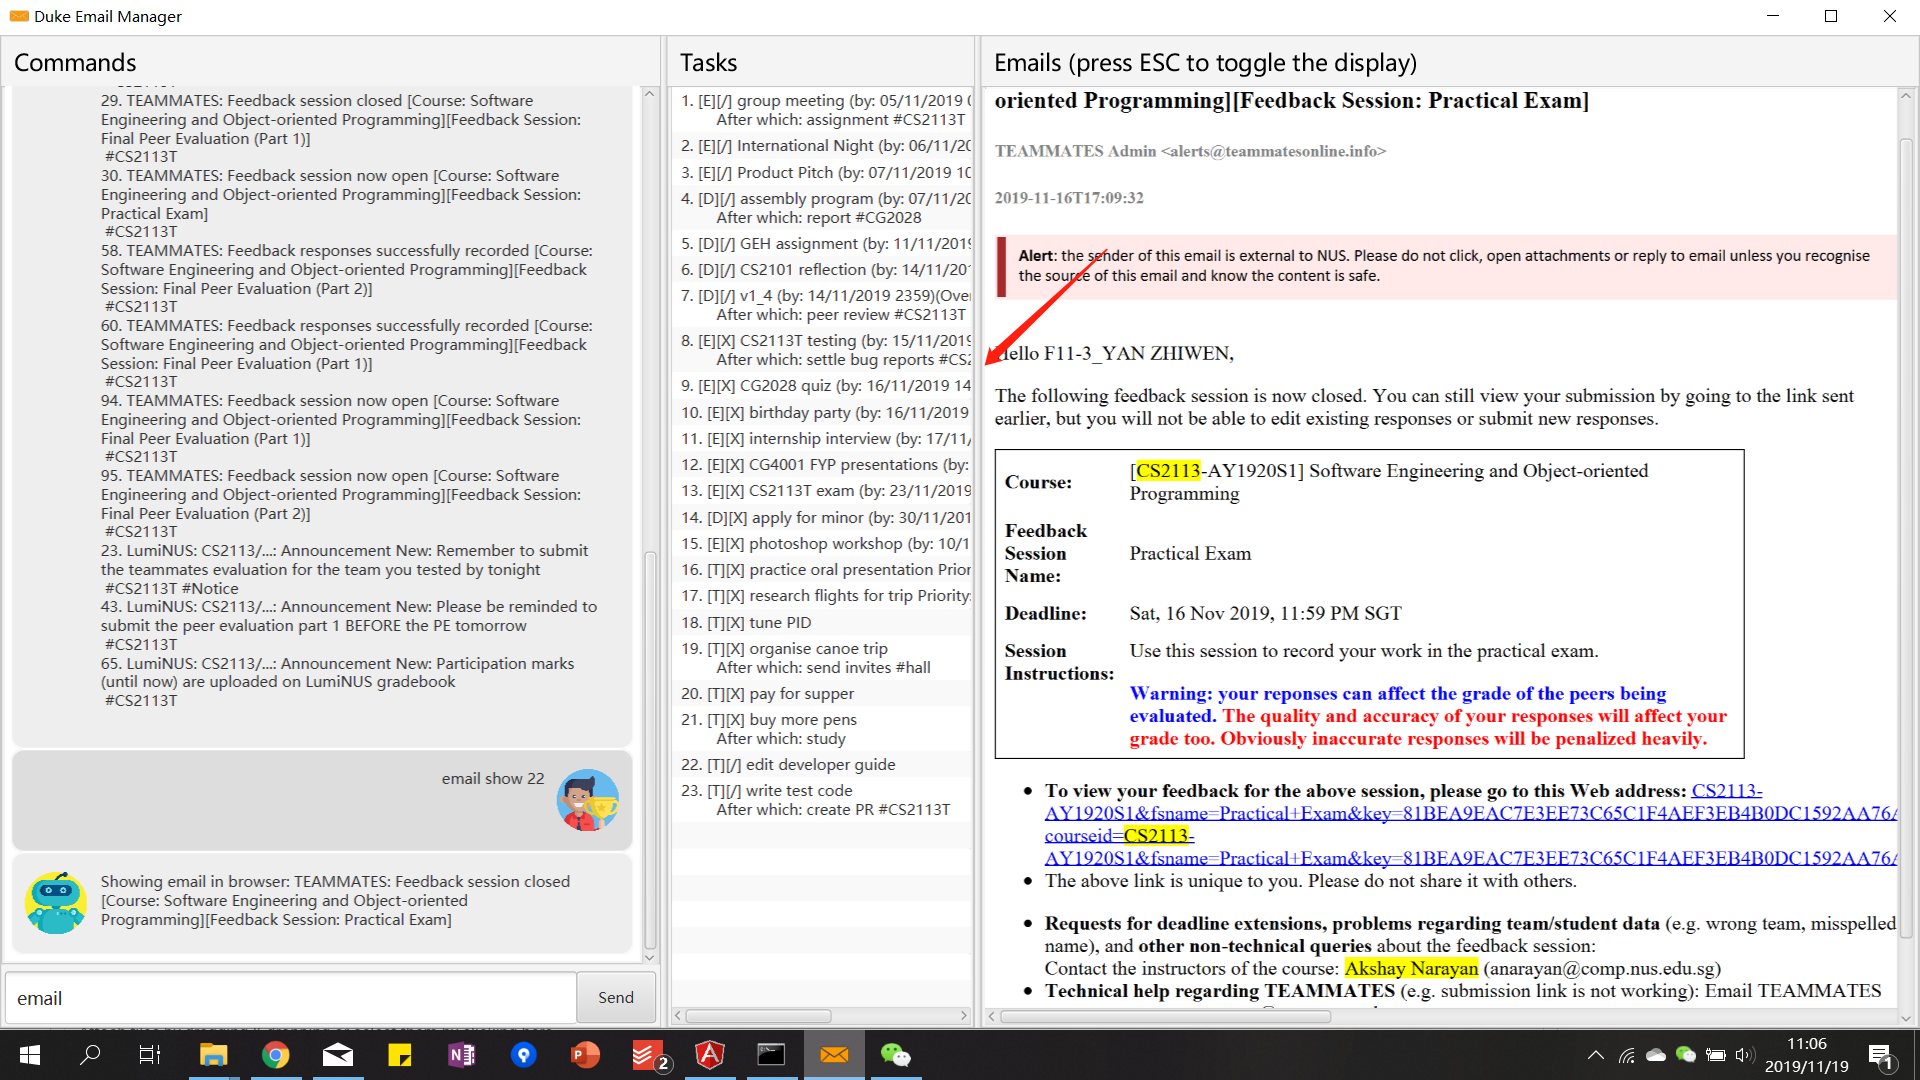 Duke Email Manager
Commands
29. TEAMMATES: Feedback session closed [Course: Software
Engineering and Object-oriented Programming][Feedback Session:
Final Peer Evaluation (Part 1)]
#CS2113T
30. TEAMMATES: Feedback session now open [Course: Software
Engineering and Object-oriented Programming][Feedback Session:
Practical Exam]
#CS2113T
58. TEAMMATES: Feedback responses successfully recorded [Course:
Software Engineering and Object-oriented Programming][Feedback
Session: Final Peer Evaluation (Part 2)]
#CS2113T
60. TEAMMATES: Feedback responses successfully recorded [Course:
Software Engineering and Object-oriented Programming][Feedback
Session: Final Peer Evaluation (Part 1)]
#CS2113T
94. TEAMMATES: Feedback session now open [Course: Software
Engineering and Object-oriented Programming][Feedback Session:
Final Peer Evaluation (Part 1)]
#CS2113T
95. TEAMMATES: Feedback session now open [Course: Software
Engineering and Object-oriented Programming][Feedback Session:
Final Peer Evaluation (Part 2)]
#CS2113T
23. LumiNUS: CS2113/...: Announcement New: Remember to submit
the teammates evaluation for the team you tested by tonight
#CS2113T #Notice
43. LumiNUS: CS2113/...: Announcement New: Please be reminded to
submit the peer evaluation part 1 BEFORE the PE tomorrow
#CS2113T
65. LumiNUS: CS2113/...: Announcement New: Participation marks
(until now) are uploaded on LumiNUS gradebook
#CS2113T
email show 22
Showing email in browser: TEAMMATES: Feedback session closed
[Course: Software Engineering and Object-oriented
Programming][Feedback Session: Practical Exam]
email
Send
Tasks
1. [E][/] group meeting (by: 05/11/2019
After which: assignment #CS2113T
2. [E][/] International Night (by: 06/11/20
3. [E][/] Product Pitch (by: 07/11/2019 10
4. [D][/] assembly program (by: 07/11/20
After which: report #CG2028
5. [D][/] GEH assignment (by: 11/11/2019
6. [D][/] CS2101 reflection (by: 14/11/201
7. [D][/] v1_4 (by: 14/11/2019 2359)(Over
After which: peer review #CS2113T
8. [E][X] CS2113T testing (by: 15/11/2019
After which: settle bug reports #CS2
9. [E][X] CG2028 quiz (by: 16/11/2019 14
10. [E][X] birthday party (by: 16/11/2019
11. [E][X] internship interview (by: 17/11/
12. [E][X] CG4001 FYP presentations (by:
13. [E][X] CS2113T exam (by: 23/11/2019
14. [D][X] apply for minor (by: 30/11/201
15. [E][X] photoshop workshop (by: 10/1
16. [T][X] practice oral presentation Prior
17. [T][X] research flights for trip Priority:
18. [T][X] tune PID
19. [T][X] organise canoe trip
After which: send invites #hall
20. [T][X] pay for supper
21. [T][X] buy more pens
After which: study
22. [T][/] edit developer guide
23. [T][/] write test code
After which: create PR #CS2113T
Emails (press ESC to toggle the display)
oriented Programming][Feedback Session: Practical Exam]
TEAMMATES Admin <alerts@teammatesonline.info>
2019-11-16T17:09:32
Alert: the sender of this email is external to NUS. Please do not click, open attachments or reply to email unless you recognise
the source of this email and know the content is safe.
Hello F11-3_YAN ZHIWEN,
The following feedback session is now closed. You can still view your submission by going to the link sent
earlier, but you will not be able to edit existing responses or submit new responses.
Course: [CS2113-AY1920S1] Software Engineering and Object-oriented
Programming
Feedback
Session
Name: Practical Exam
Deadline: Sat, 16 Nov 2019, 11:59 PM SGT
Session
Instructions: Use this session to record your work in the practical exam.
Warning: your reponses can affect the grade of the peers being
evaluated. The quality and accuracy of your responses will affect your
grade too. Obviously inaccurate responses will be penalized heavily.
To view your feedback for the above session, please go to this Web address: CS2113-
AY1920S1&fsname=Practical+Exam&key=81BEA9EAC7E3EE73C65C1F4AEF3EB4B0DC1592AA76A
courseid=CS2113-
AY1920S1&fsname=Practical+Exam&key=81BEA9EAC7E3EE73C65C1F4AEF3EB4B0DC1592AA76A
The above link is unique to you. Please do not share it with others.
Requests for deadline extensions, problems regarding team/student data (e.g. wrong team, misspelled
name), and other non-technical queries about the feedback session:
Contact the instructors of the course: Akshay Narayan (anarayan@comp.nus.edu.sg)
Technical help regarding TEAMMATES (e.g. submission link is not working): Email TEAMMATES
2
11:06
2019/11/19
1